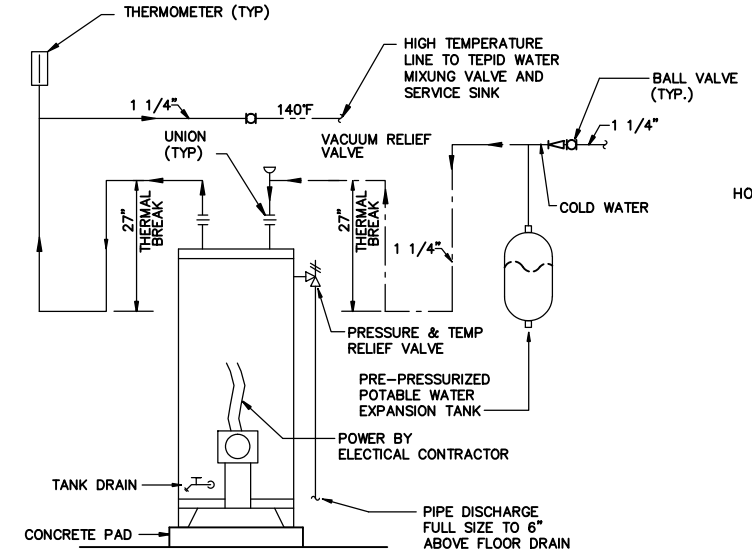 THERMOMETER (TYP)
HIGH TEMPERATURE
LINE TO TEPID WATER
MIXUNG VALVE AND
SERVICE SINK
BALL VALVE
(TYP.)
1 1/4"
140°F
1 1/4"
UNION
(TYP)
VACUUM RELIEF
VALVE
HO
COLD WATER
27"
THERMAL
BREAK
27"
THERMAL
BREAK
1 1/4"
PRESSURE & TEMP
RELIEF VALVE
PRE-PRESSURIZED
POTABLE WATER
EXPANSION TANK
POWER BY
ELECTICAL CONTRACTOR
TANK DRAIN
PIPE DISCHARGE
FULL SIZE TO 6"
ABOVE FLOOR DRAIN
CONCRETE PAD